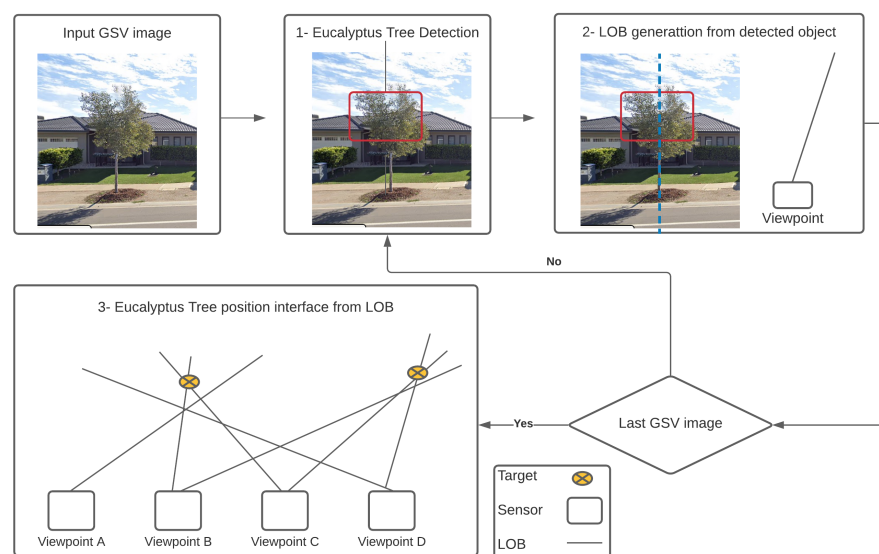 Input GSV image
1- Eucalyptus Tree Detection
2- LOB generattion from detected object
Viewpoint
No
3- Eucalyptus Tree position interface from LOB
Last GSV image
Yes
Target
Sensor
LOB
Viewpoint A
Viewpoint B
Viewpoint C
Viewpoint D